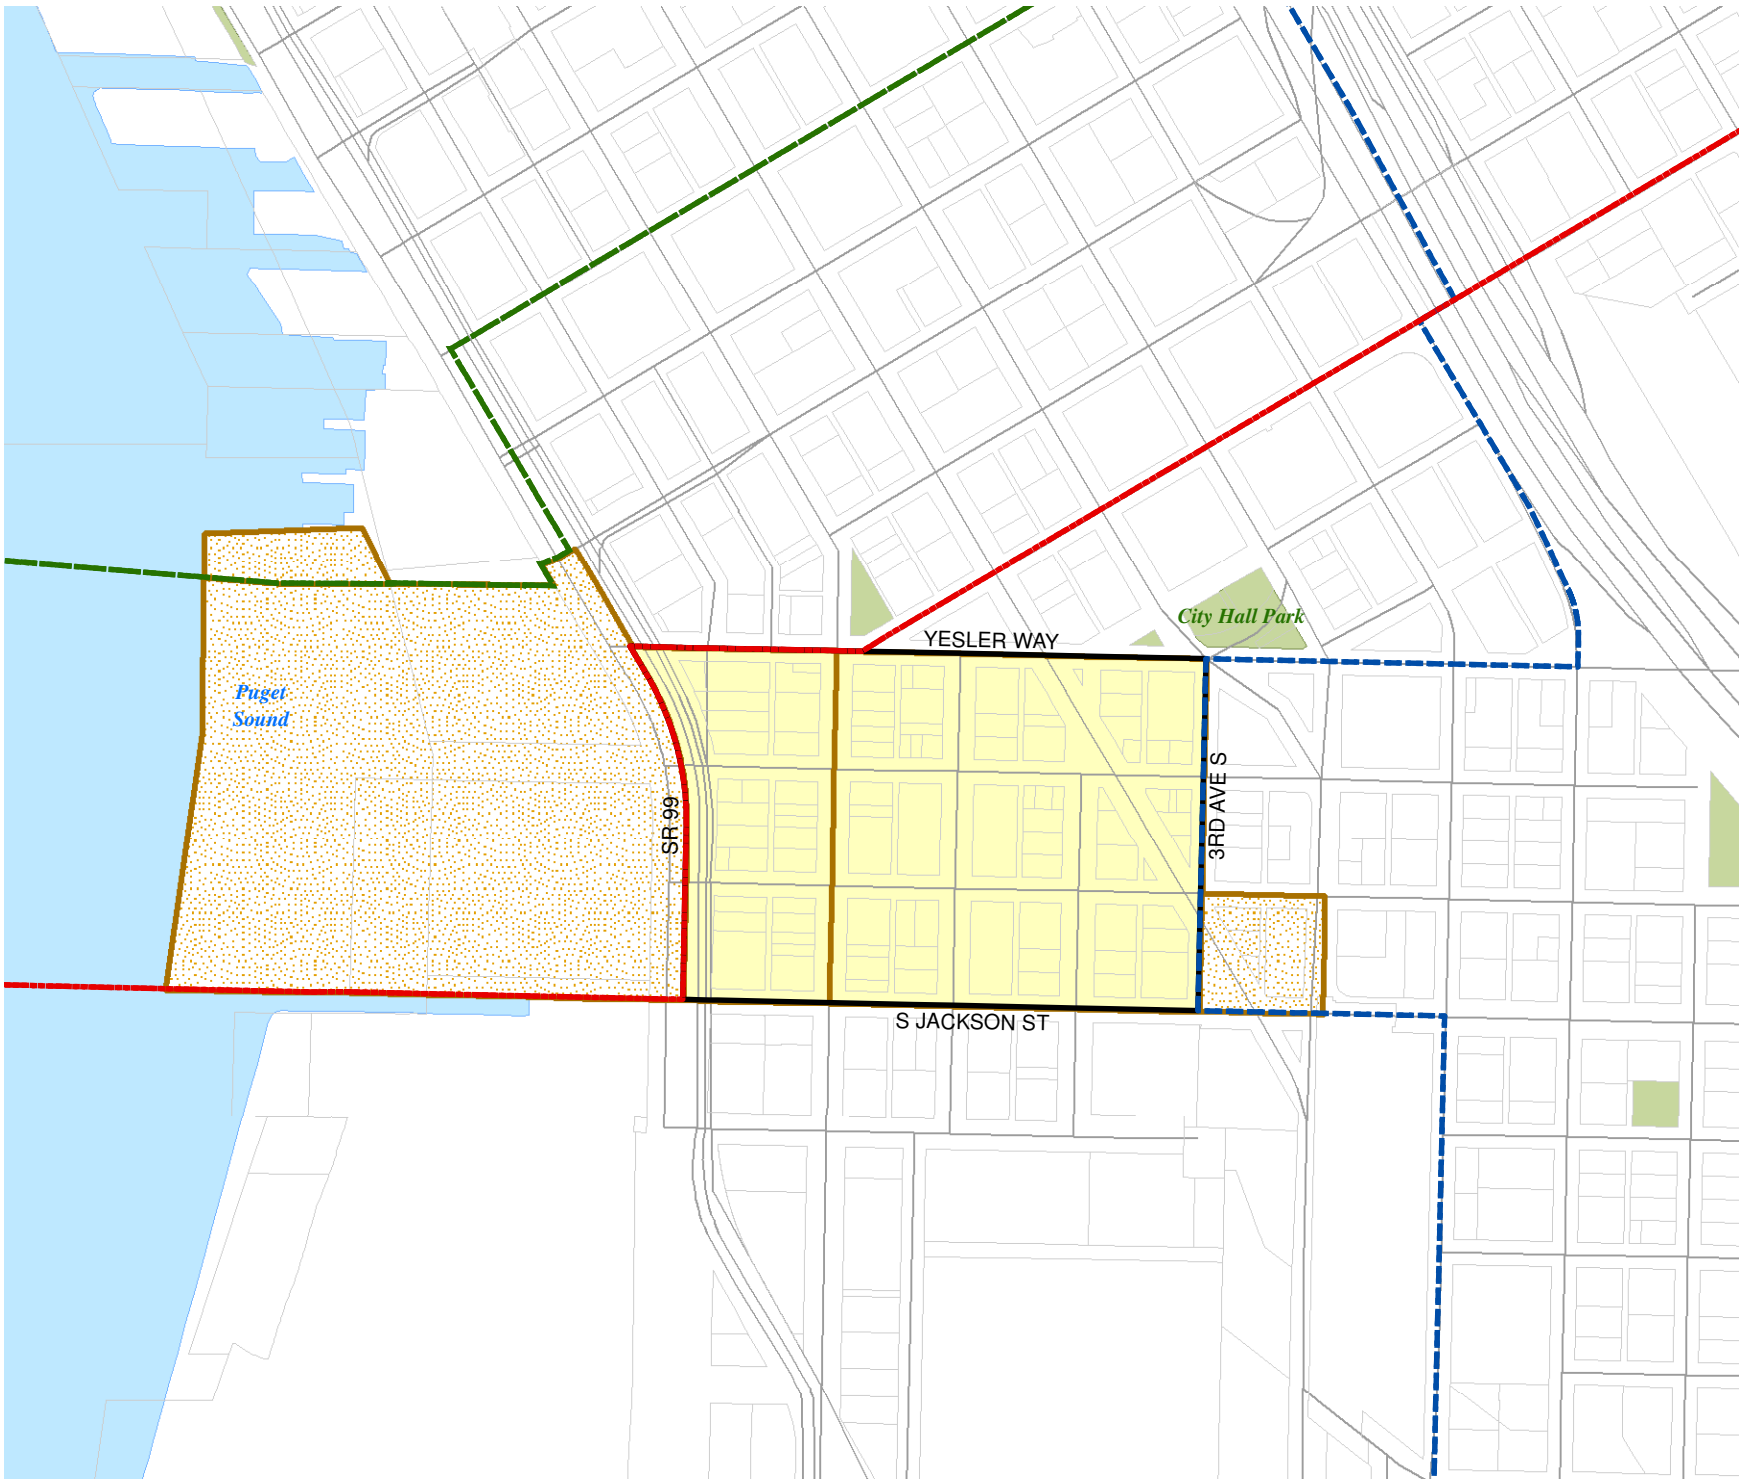 City Hall Park
YESLER WAY
Puget
Sound
SR 99
3RD AVE S
S JACKSON ST